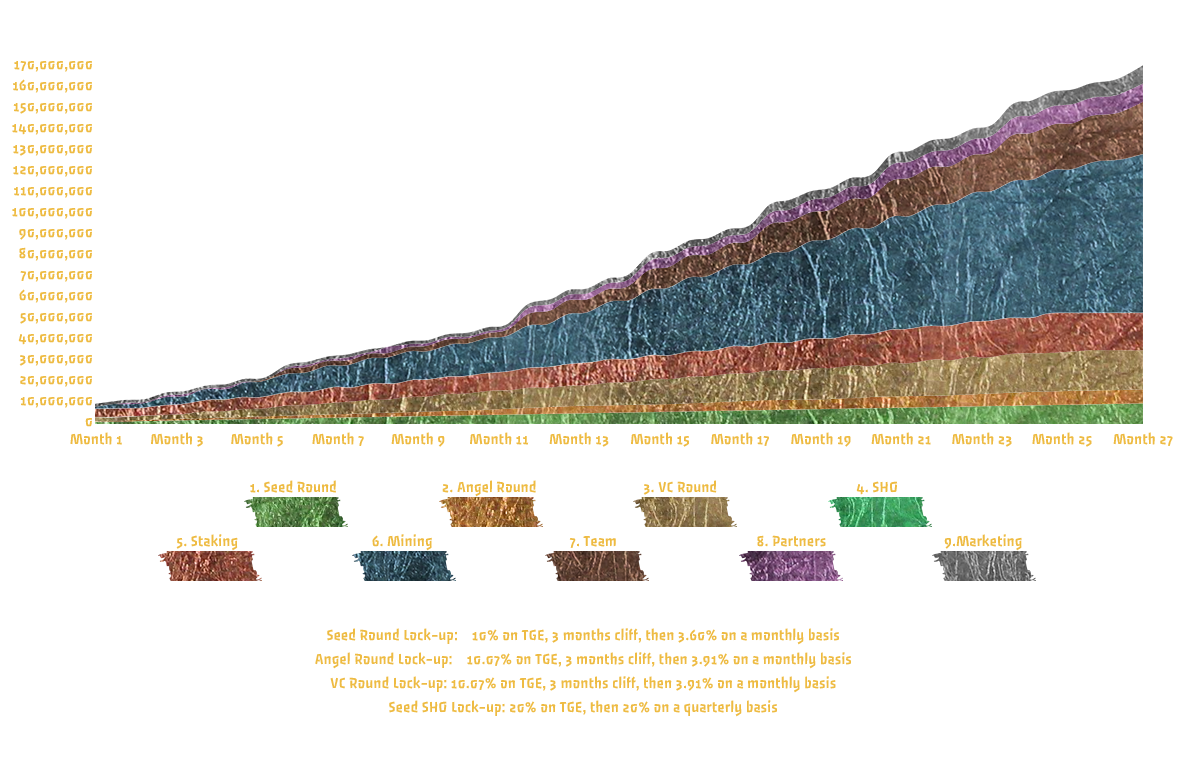 170,000,000
160,000,000
150,000,000
140,000,000
130,000,000
120,000,000
110,000,000
100,000,000
90,000,000
80,000,000
70,000,000
60,000,000
50,000,000
40,000,000
30,000,000
20,000,000
10,000,000
0
Month 1 Month 3 Month 5 Month 7 Month 9 Month 11 Month 13 Month 15 Month 17 Month 19 Month 21 Month 23 Month 25 Month 27
1. Seed Round 2. Angel Round 3. VC Round 4. SHO
5. Staking 6. Mining 7. Team 8. Partners 9.Marketing
Seed Round Lock-up: 10% on TGE, 3 months cliff, then 3.60% on a monthly basis
Angel Round Lock-up: 10.07% on TGE, 3 months cliff, then 3.91% on a monthly basis
VC Round Lock-up: 10.07% on TGE, 3 months cliff, then 3.91% on a monthly basis
Seed SHO Lock-up: 20% on TGE, then 20% on a quarterly basis